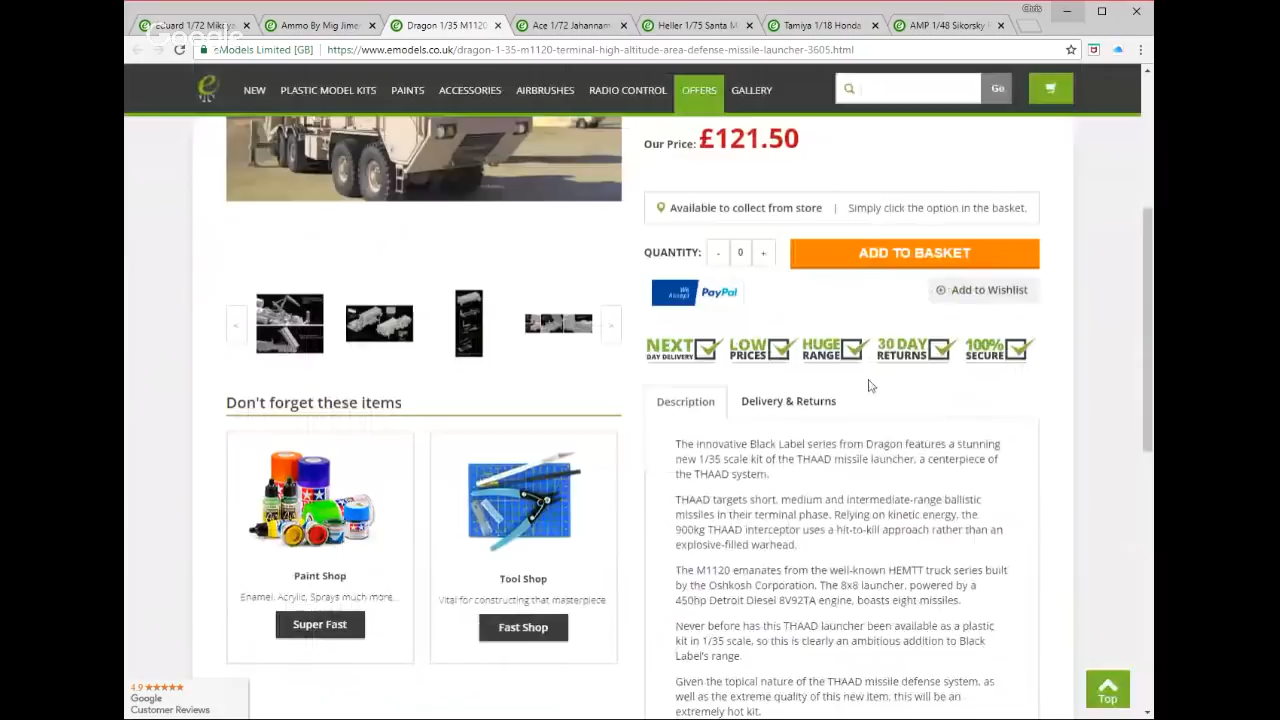 Chris
eduard 1/72 Mik
Ammo By Mig Jime
Dragon 1/35 M1120
Ace 1/72 Jahannam
Heller 1/75 Santa M
Tamiya 1/18 Honda
AMP 1/48 Sikorsky
Google
eModels Limited [GB] https://www.emodels.co.uk/dragon-1-35-m1120-terminal-high-altitude-area-defense-missile-launcher-3605.html
e
NEW PLASTIC MODEL KITS PAINTS ACCESSORIES AIRBRUSHES RADIO CONTROL OFFERS GALLERY Go
Our Price: £121.50
Available to collect from store | Simply click the option in the basket.
QUANTITY: - 0 + ADD TO BASKET
We Accept PayPal
Add to Wishlist
NEXT DAY DELIVERY
LOW PRICES
HUGE RANGE
30 DAY RETURNS
100% SECURE
< >
Don't forget these items
Paint Shop
Enamel, Acrylic, Sprays much more...
Super Fast
Tool Shop
Vital for constructing that masterpiece
Fast Shop
Description Delivery & Returns
The innovative Black Label series from Dragon features a stunning
new 1/35 scale kit of the THAAD missile launcher, a centerpiece of
the THAAD system.
THAAD targets short, medium and intermediate-range ballistic
missiles in their terminal phase. Relying on kinetic energy, the
900kg THAAD interceptor uses a hit-to-kill approach rather than an
explosive-filled warhead.
The M1120 emanates from the well-known HEMTT truck series built
by the Oshkosh Corporation. The 8x8 launcher, powered by a
450hp Detroit Diesel 8V92TA engine, boasts eight missiles.
Never before has this THAAD launcher been available as a plastic
kit in 1/35 scale, so this is clearly an ambitious addition to Black
Label's range.
Given the topical nature of the THAAD missile defense system, as
well as the extreme quality of this new item, this will be an
extremely hot kit.
4.9
Google
Customer Reviews
Top